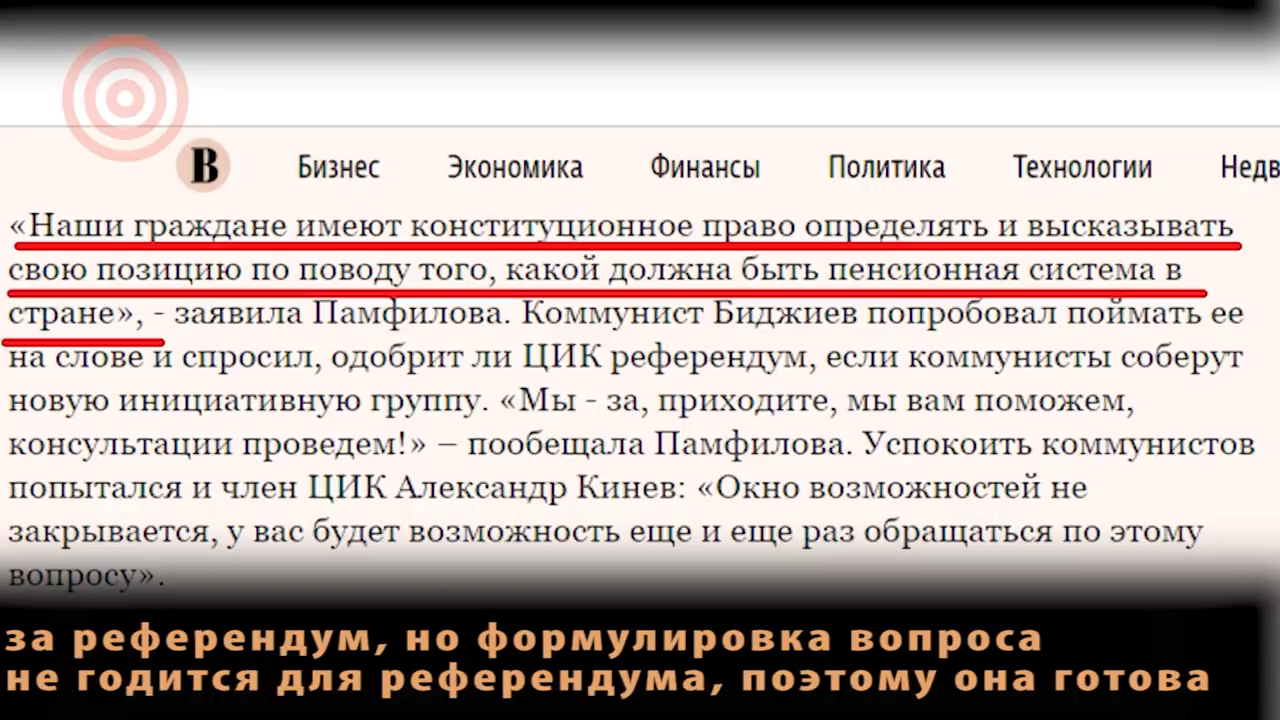 В Бизнес Экономика Финансы Политика Технологии Недв
«Наши граждане имеют конституционное право определять и высказывать
свою позицию по поводу того, какой должна быть пенсионная система в
стране», - заявила Памфилова. Коммунист Биджиев попробовал поймать ее
на слове и спросил, одобрит ли ЦИК референдум, если коммунисты соберут
новую инициативную группу. «Мы - за, приходите, мы вам поможем,
консультации проведем!» – пообещала Памфилова. Успокоить коммунистов
попытался и член ЦИК Александр Кинев: «Окно возможностей не
закрывается, у вас будет возможность еще и еще раз обращаться по этому
вопросу».
за референдум, но формулировка вопроса
не годится для референдума, поэтому она готова